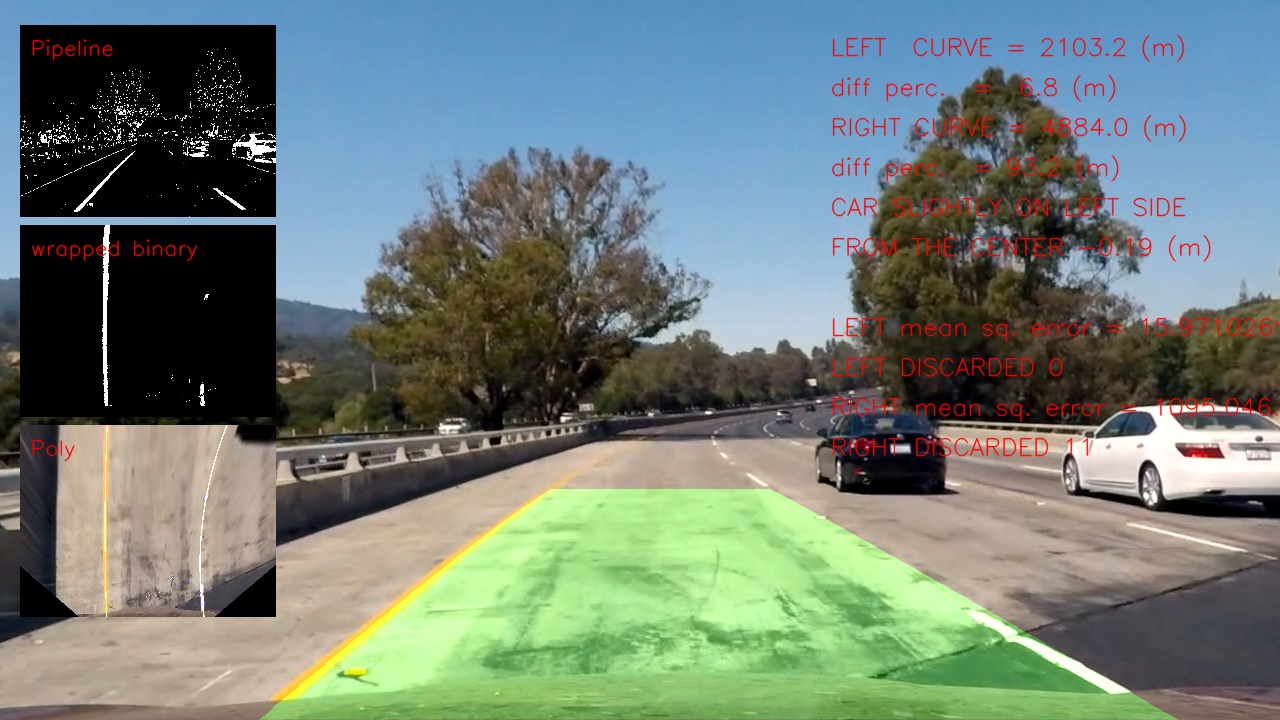 Pipeline
wrapped binary
Poly
LEFT CURVE = 2103.2 (m)
diff perc. = 6.8 (m)
RIGHT CURVE = 4884.0 (m)
diff perc. = 93.2 (m)
CAR SLIGHTLY ON LEFT SIDE
FROM THE CENTER -0.19 (m)
LEFT mean sq. error = 15.971026
LEFT DISCARDED 0
RIGHT mean sq. error = 1095.046
RIGHT DISCARDED 11